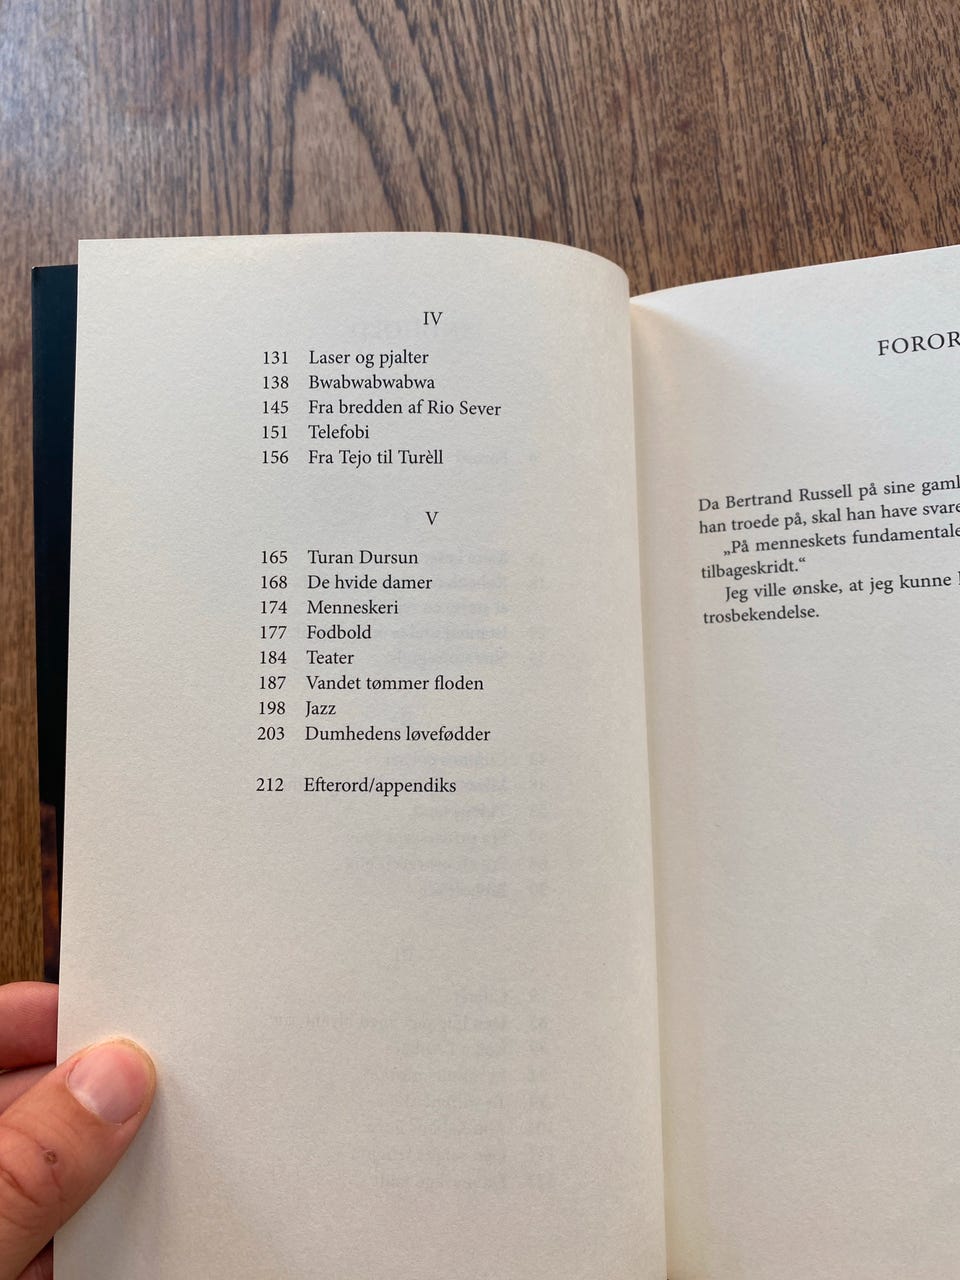 IV
131 Laser og pjalter
138 Bwabwabwabwa
145 Fra bredden af Rio Sever
151 Telefobi
156 Fra Tejo til Turèll
V
165 Turan Dursun
168 De hvide damer
174 Menneskeri
177 Fodbold
184 Teater
187 Vandet tømmer floden
198 Jazz
203 Dumhedens løvefødder
212 Efterord/appendiks
FOROR
Da Bertrand Russell på sine gaml
han troede på, skal han have svare
„På menneskets fundamentale
tilbageskridt.“
Jeg ville ønske, at jeg kunne
trosbekendelse.